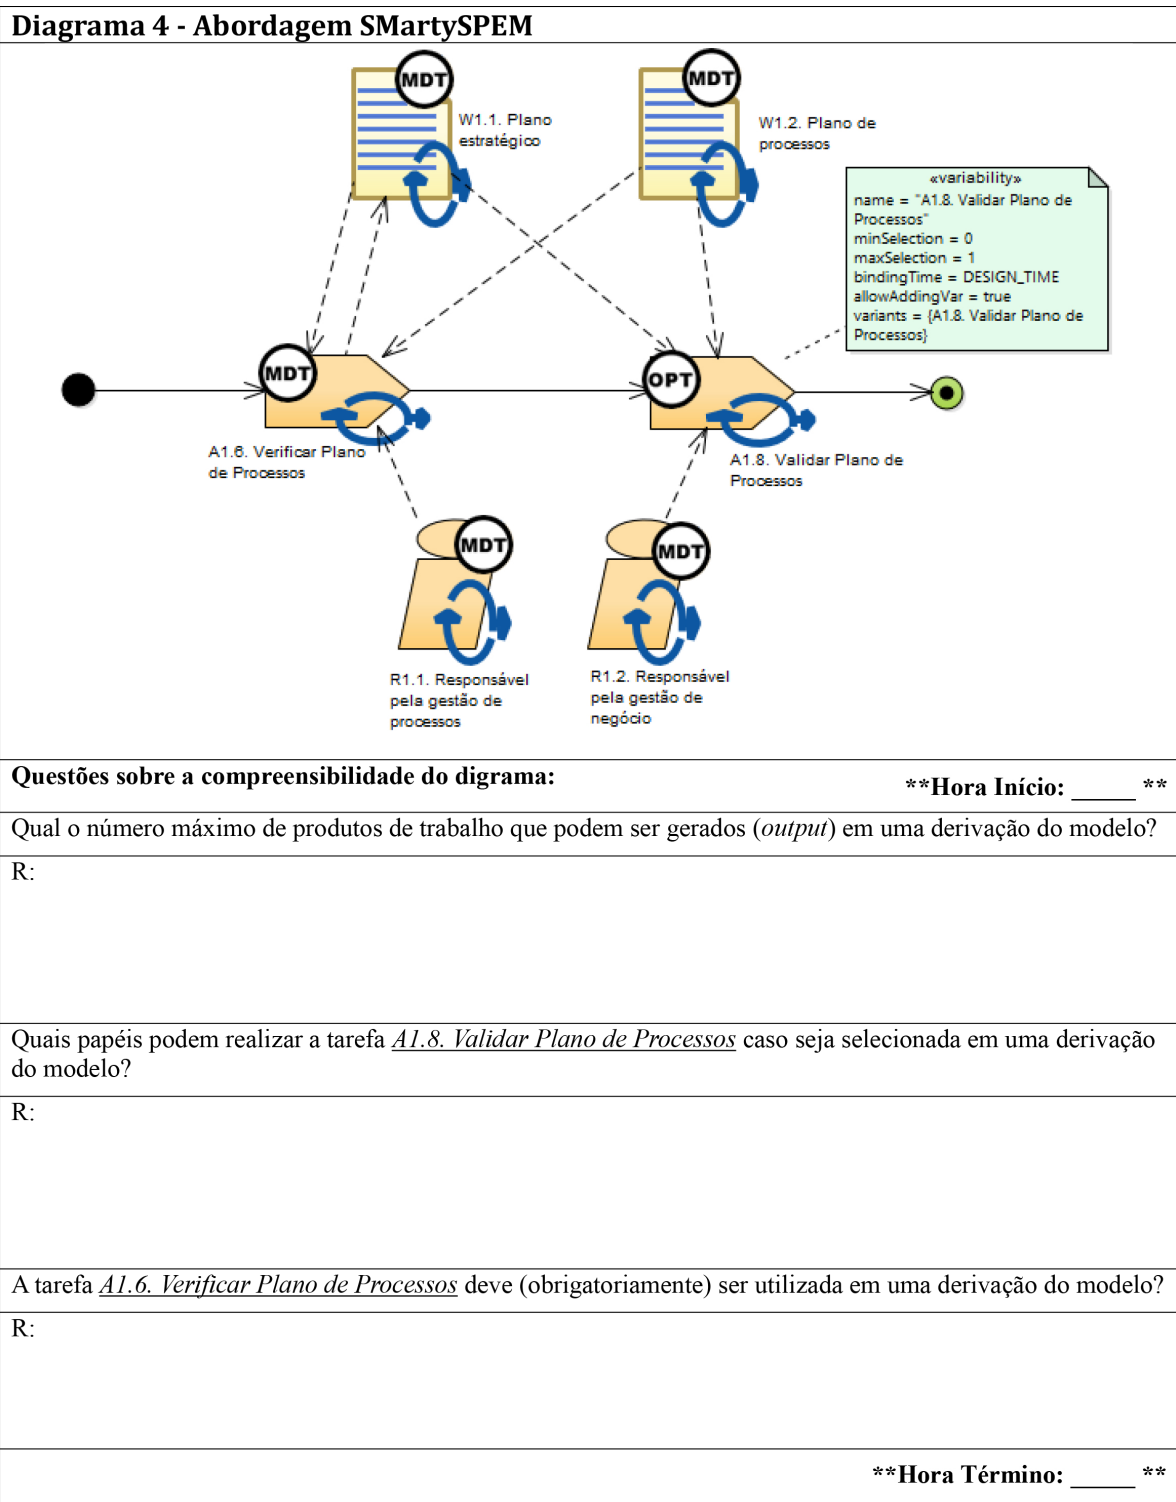 Diagrama 4 - Abordagem SMartySPEM
MDT
MDT
W1.1. Plano
estratégico
W1.2. Plano de
processos
«variability»
name = "A1.8. Validar Plano de
Processos"
minSelection = 0
maxSelection = 1
bindingTime = DESIGN_TIME
allowAddingVar = true
variants = {A1.8. Validar Plano de
Processos}
MDT
OPT
A1.6. Verificar Plano
de Processos
A1.8. Validar Plano de
Processos
MDT
MDT
R1.1. Responsável
pela gestão de
processos
R1.2. Responsável
pela gestão de
negócio
Questões sobre a compreensibilidade do digrama:
**Hora Início: _____ **
Qual o número máximo de produtos de trabalho que podem ser gerados (output) em uma derivação do modelo?
R:
Quais papéis podem realizar a tarefa A1.8. Validar Plano de Processos caso seja selecionada em uma derivação
do modelo?
R:
A tarefa A1.6. Verificar Plano de Processos deve (obrigatoriamente) ser utilizada em uma derivação do modelo?
R:
**Hora Término: _____ **